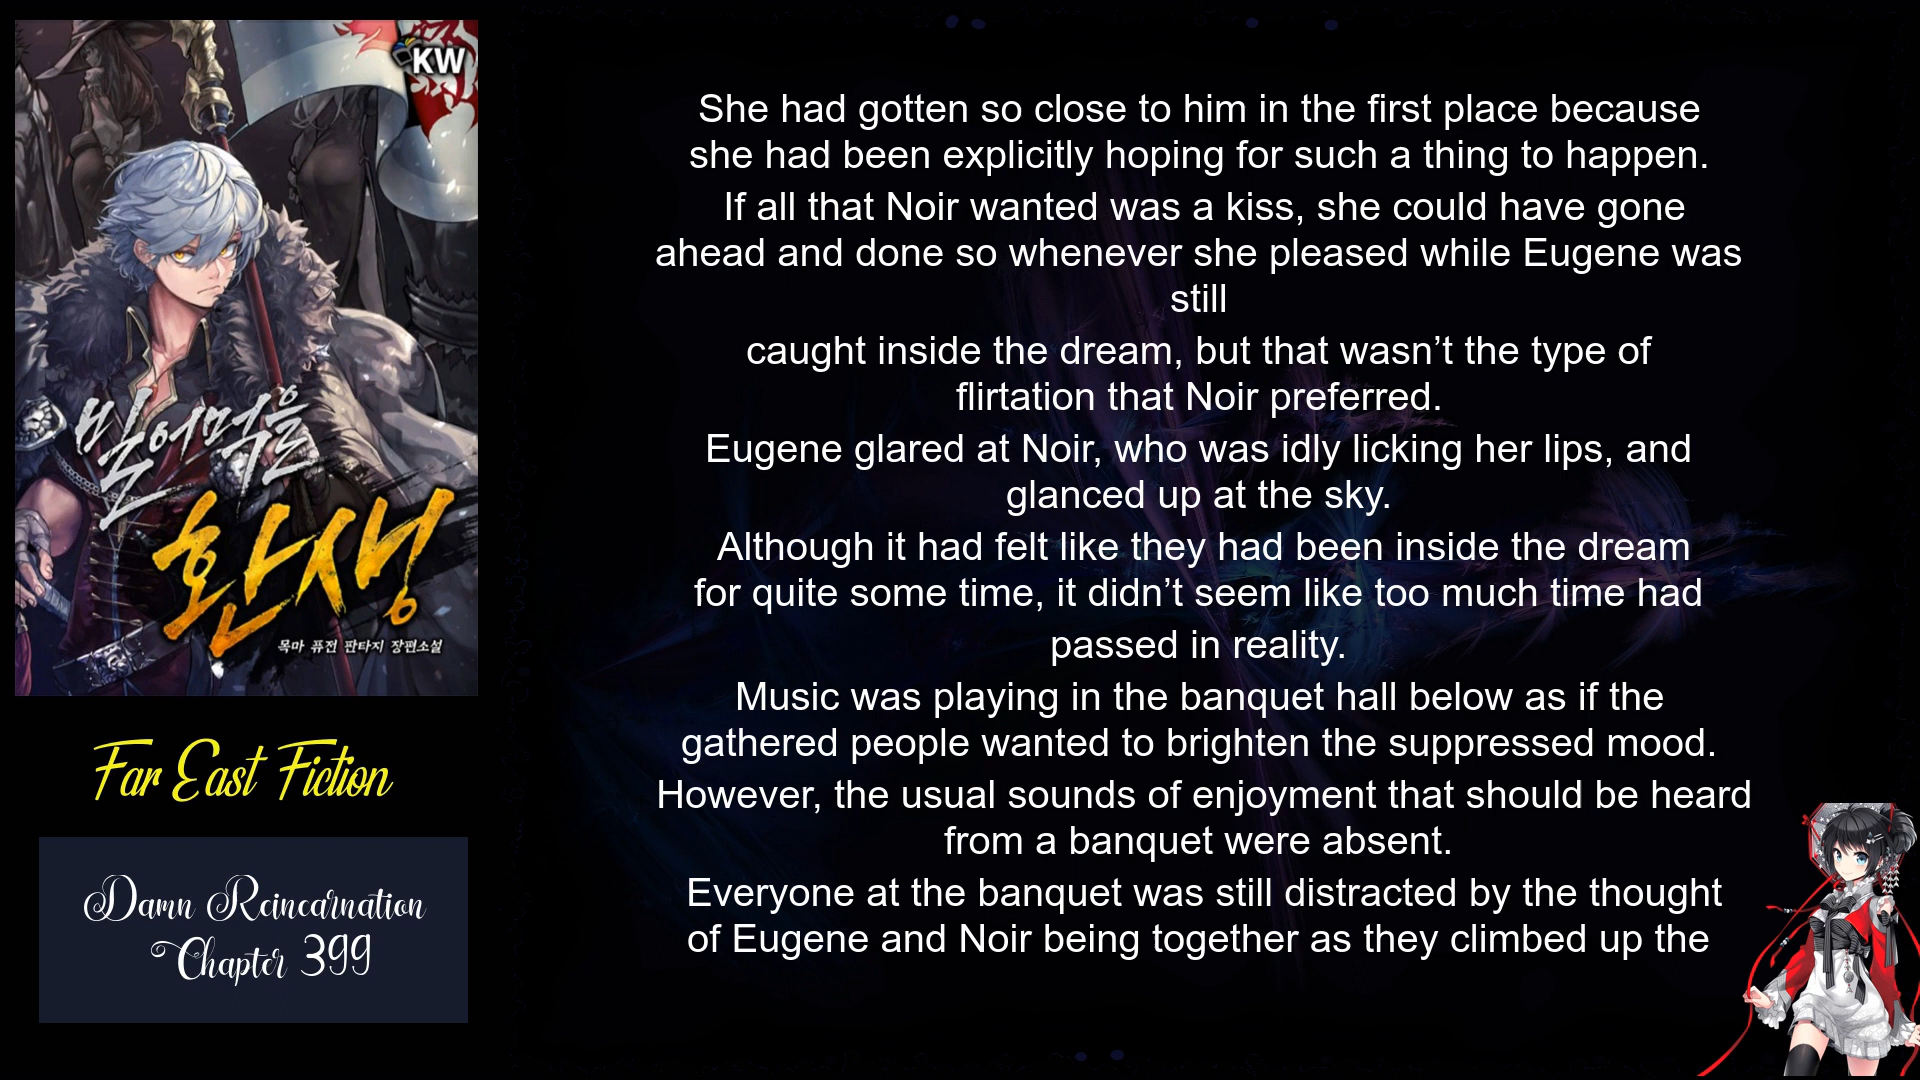 KW
빌어먹을
환생
목마 퓨전 판타지 장편소설
Far East Fiction
Damn Reincarnation
Chapter 399
She had gotten so close to him in the first place because
she had been explicitly hoping for such a thing to happen.
If all that Noir wanted was a kiss, she could have gone
ahead and done so whenever she pleased while Eugene was
still
caught inside the dream, but that wasn’t the type of
flirtation that Noir preferred.
Eugene glared at Noir, who was idly licking her lips, and
glanced up at the sky.
Although it had felt like they had been inside the dream
for quite some time, it didn’t seem like too much time had
passed in reality.
Music was playing in the banquet hall below as if the
gathered people wanted to brighten the suppressed mood.
However, the usual sounds of enjoyment that should be heard
from a banquet were absent.
Everyone at the banquet was still distracted by the thought
of Eugene and Noir being together as they climbed up the